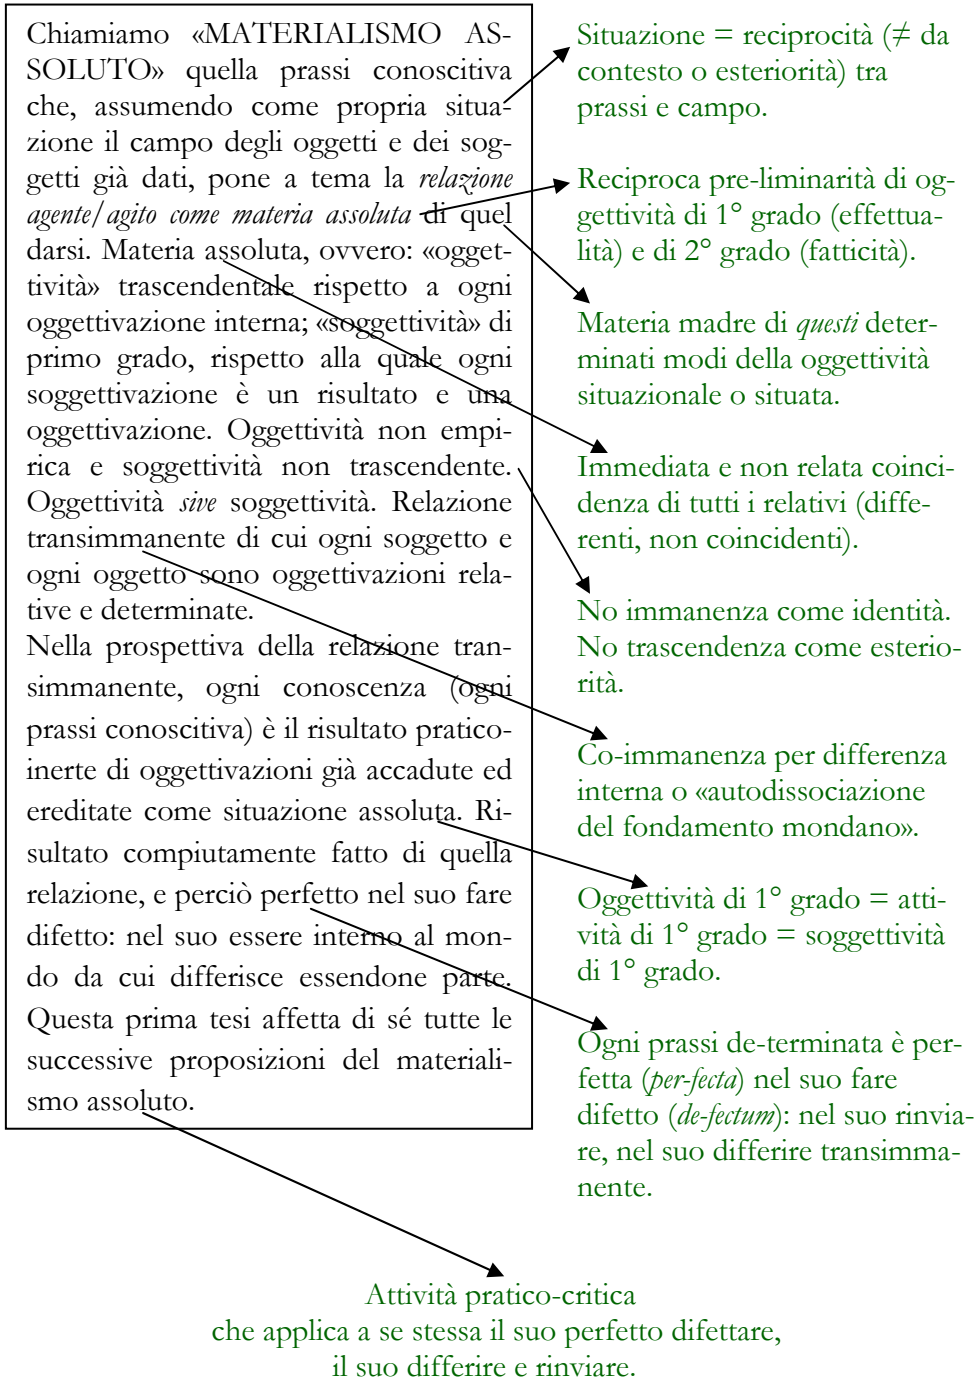 Chiamiamo «MATERIALISMO AS-
SOLUTO» quella prassi conoscitiva
che, assumendo come propria situa-
zione il campo degli oggetti e dei sog-
getti già dati, pone a tema la relazione
agente/agito come materia assoluta di quel
darsi. Materia assoluta, ovvero: «ogget-
tività» trascendentale rispetto a ogni
oggettivazione interna; «soggettività» di
primo grado, rispetto alla quale ogni
soggettivazione è un risultato e una
oggettivazione. Oggettività non empi-
rica e soggettività non trascendente.
Oggettività sive soggettività. Relazione
transimmanente di cui ogni soggetto e
ogni oggetto sono oggettivazioni rela-
tive e determinate.
Nella prospettiva della relazione tran-
simmanente, ogni conoscenza (ogni
prassi conoscitiva) è il risultato pratico-
inerte di oggettivazioni già accadute ed
ereditate come situazione assoluta. Ri-
sultato compiutamente fatto di quella
relazione, e perciò perfetto nel suo fare
difetto: nel suo essere interno al mon-
do da cui differisce essendone parte.
Questa prima tesi affetta di sé tutte le
successive proposizioni del materiali-
smo assoluto.
Situazione = reciprocità (≠ da
contesto o esteriorità) tra
prassi e campo.
Reciproca pre-liminarità di og-
gettività di 1° grado (effettua-
lità) e di 2° grado (fatticità).
Materia madre di questi deter-
minati modi della oggettività
situazionale o situata.
Immediata e non relata coinci-
denza di tutti i relativi (diffe-
renti, non coincidenti).
No immanenza come identità.
No trascendenza come esterio-
rità.
Co-immanenza per differenza
interna o «autodissociazione
del fondamento mondano».
Oggettività di 1° grado = atti-
vità di 1° grado = soggettività
di 1° grado.
Ogni prassi de-terminata è per-
fetta (per-fecta) nel suo fare
difetto (de-fectum): nel suo rinvia-
re, nel suo differire transimma-
nente.
Attività pratico-critica
che applica a se stessa il suo perfetto difettare,
il suo differire e rinviare.